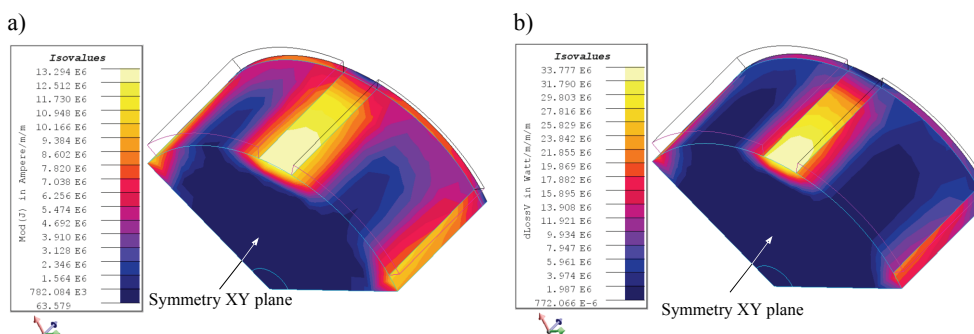 a)
Isovalues
Mod(J) in Ampere/m/m
13.294 E6
12.512 E6
11.730 E6
10.948 E6
10.166 E6
9.384 E6
8.602 E6
7.820 E6
7.038 E6
6.256 E6
5.474 E6
4.692 E6
3.910 E6
3.128 E6
2.346 E6
1.564 E6
782.084 E3
63.579
Symmetry XY plane
b)
Isovalues
dLossV in Watt/m/m
33.777 E6
31.790 E6
29.803 E6
27.816 E6
25.829 E6
23.842 E6
21.855 E6
19.869 E6
17.882 E6
15.895 E6
13.908 E6
11.921 E6
9.934 E6
7.947 E6
5.961 E6
3.974 E6
1.987 E6
772.066 E-6
Symmetry XY plane